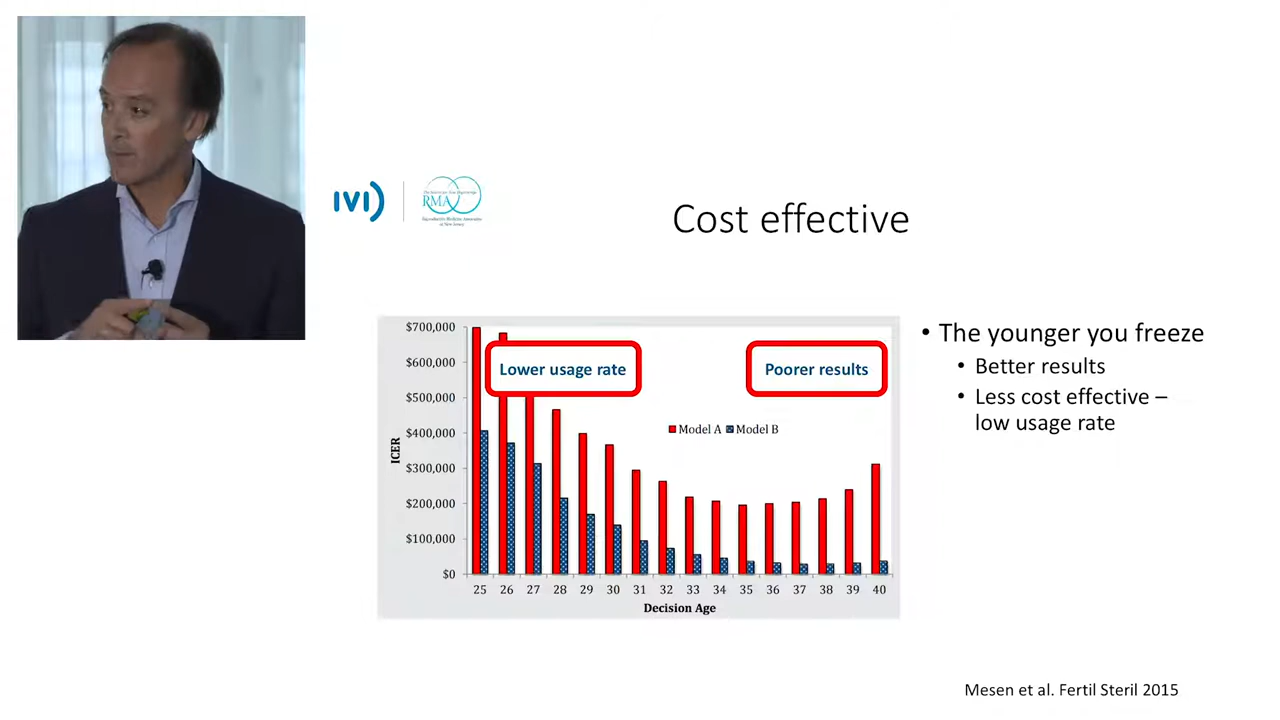 IVI
RMA
Cost effective
$700,000
$600,000
$500,000
$400,000
$300,000
$200,000
$100,000
$0
ICER
Lower usage rate
Poorer results
Model A Model B
25 26 27 28 29 30 31 32 33 34 35 36 37 38 39 40
Decision Age
• The younger you freeze
• Better results
• Less cost effective –
low usage rate
Mesen et al. Fertil Steril 2015